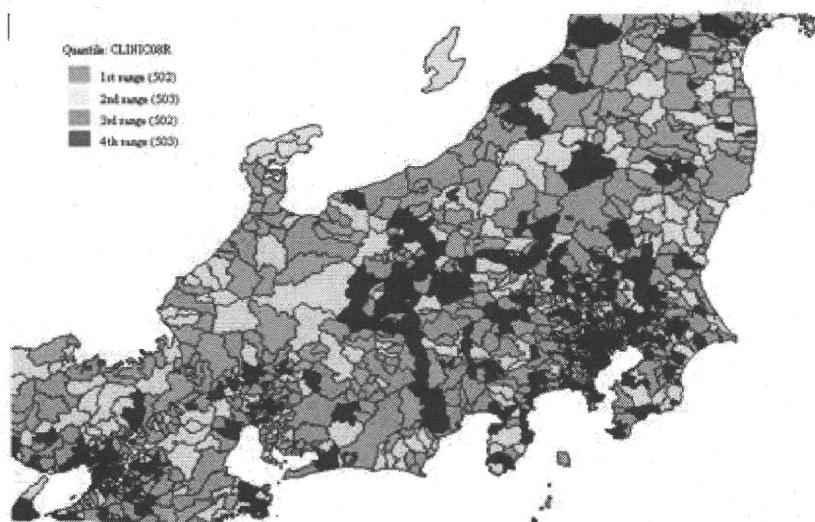 Quantile: CLINIC08R
1st range (502)
2nd range (503)
3rd range (502)
4th range (503)